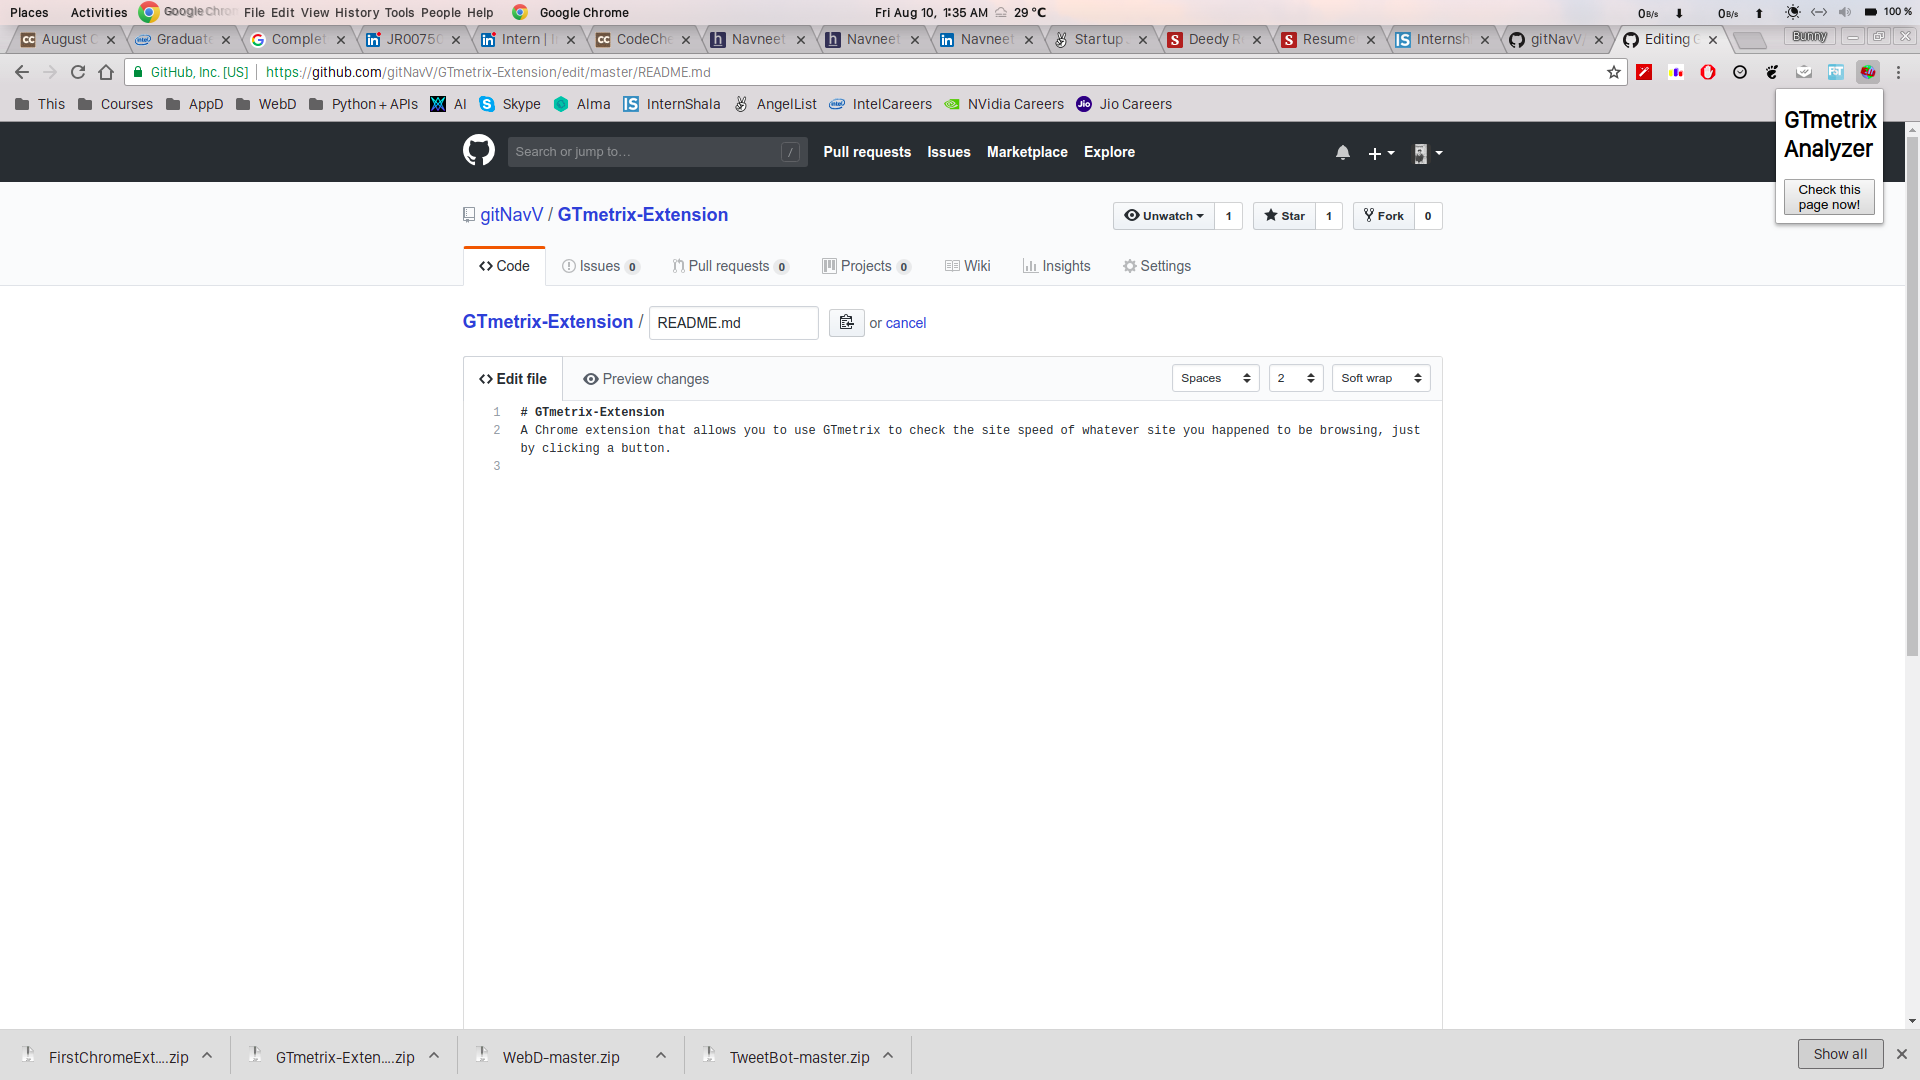 Places Activities Google Chrom File Edit View History Tools People Help Google Chrome Fri Aug 10, 1:35 AM 29 °C 0B/s 0B/s 100 %
August Graduate Complet JR0075 Intern | CodeChe Navneet Navneet Navneet Startup Deedy R Resume Internsh gitNavV/ Editing G Bunny
GitHub, Inc. [US] https://github.com/gitNavV/GTmetrix-Extension/edit/master/README.md
This Courses AppD WebD Python + APIs AI Skype Alma InternShala AngelList IntelCareers NVidia Careers Jio Careers
GTmetrix
Analyzer
Check this
page now!
Search or jump to… / Pull requests Issues Marketplace Explore
gitNavV / GTmetrix-Extension Unwatch 1 Star 1 Fork 0
Code Issues 0 Pull requests 0 Projects 0 Wiki Insights Settings
GTmetrix-Extension / README.md or cancel
Edit file Preview changes Spaces 2 Soft wrap
1 # GTmetrix-Extension
2 A Chrome extension that allows you to use GTmetrix to check the site speed of whatever site you happened to be browsing, just
by clicking a button.
3
FirstChromeExt....zip GTmetrix-Exten....zip WebD-master.zip TweetBot-master.zip Show all